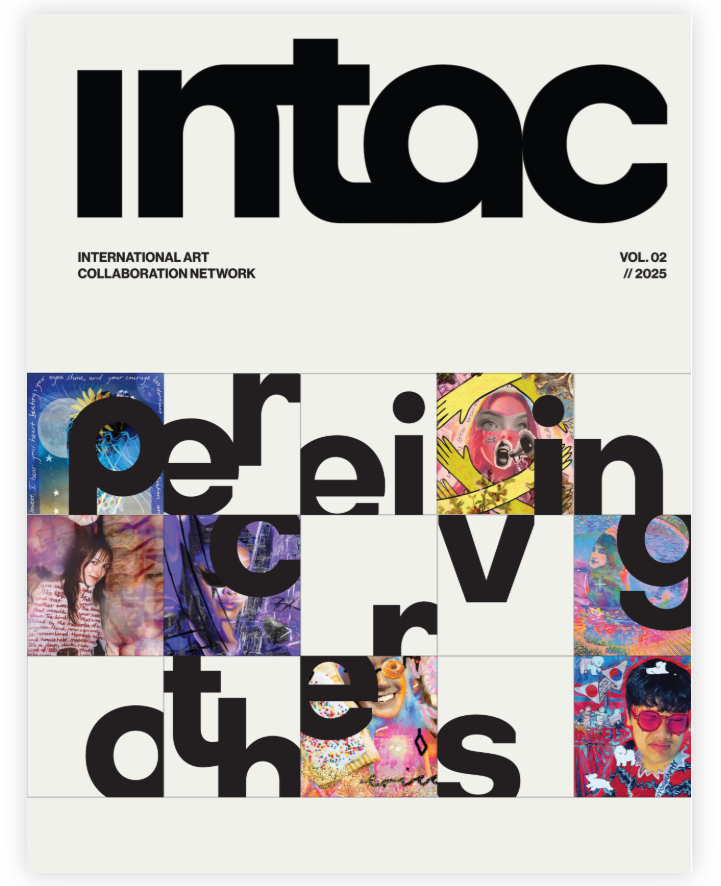 intac
INTERNATIONAL ART
COLLABORATION NETWORK
VOL. 02
// 2025
perceiving
others